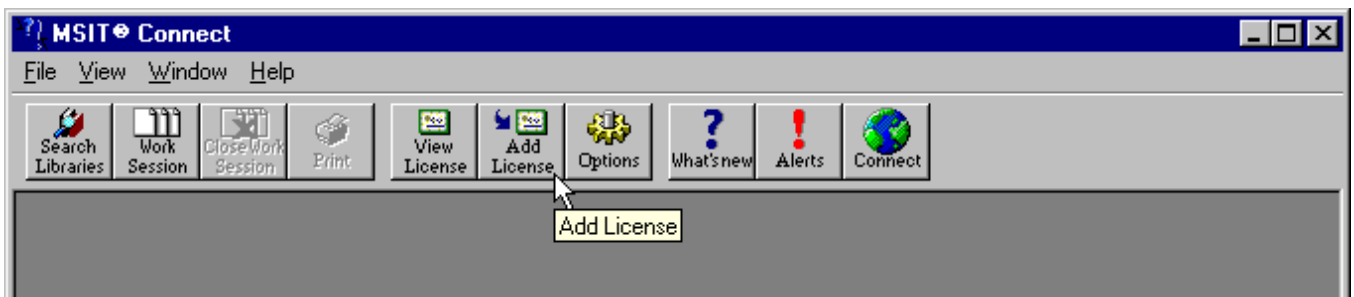 MSIT® Connect
File View Window Help
Search Libraries
Work Session
Close Work Session
Print
View License
Add License
Options
What's new
Alerts
Connect
Add License